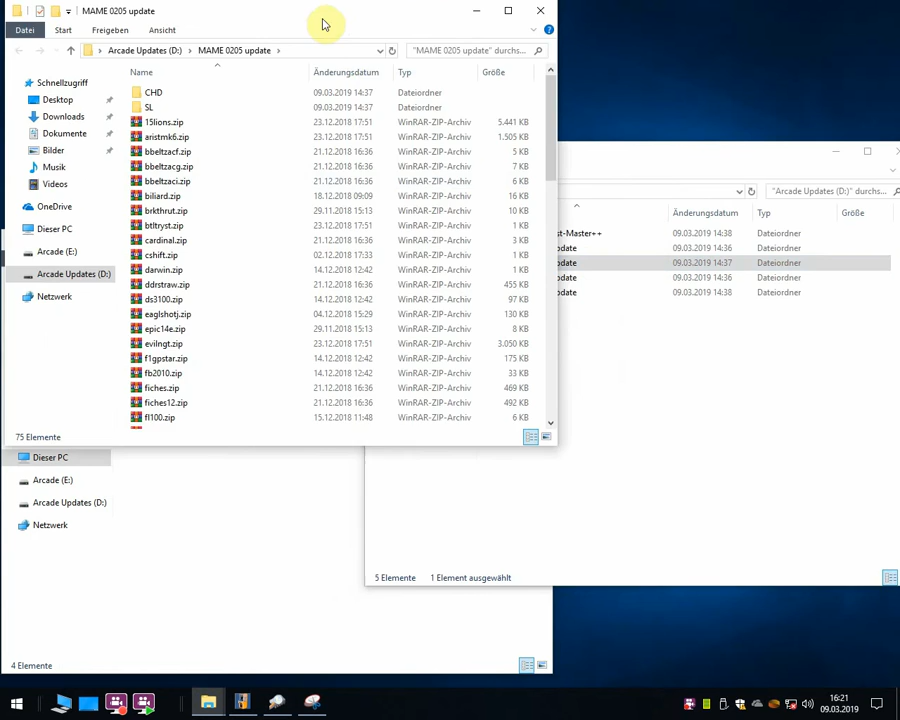 MAME 0205 update
Datei Start Freigeben Ansicht
Arcade Updates (D:) MAME 0205 update "MAME 0205 update" durchs...
Name Änderungsdatum Typ Größe
Schnellzugriff
Desktop
Downloads
Dokumente
Bilder
Musik
Videos
OneDrive
Dieser PC
Arcade (E:)
Arcade Updates (D:)
Netzwerk
CHD 09.03.2019 14:37 Dateiordner
SL 09.03.2019 14:37 Dateiordner
15lions.zip 23.12.2018 17:51 WinRAR-ZIP-Archiv 5.441 KB
aristmk6.zip 23.12.2018 17:51 WinRAR-ZIP-Archiv 1.505 KB
bbeltzacf.zip 21.12.2018 16:36 WinRAR-ZIP-Archiv 5 KB
bbeltzacg.zip 21.12.2018 16:36 WinRAR-ZIP-Archiv 7 KB
bbeltzaci.zip 21.12.2018 16:36 WinRAR-ZIP-Archiv 6 KB
biliard.zip 18.12.2018 09:09 WinRAR-ZIP-Archiv 16 KB
brkthrut.zip 29.11.2018 15:13 WinRAR-ZIP-Archiv 10 KB
btltryst.zip 23.12.2018 17:51 WinRAR-ZIP-Archiv 1 KB
cardinal.zip 21.12.2018 16:36 WinRAR-ZIP-Archiv 3 KB
cshift.zip 02.12.2018 17:33 WinRAR-ZIP-Archiv 1 KB
darwin.zip 14.12.2018 12:42 WinRAR-ZIP-Archiv 1 KB
ddrstraw.zip 21.12.2018 16:36 WinRAR-ZIP-Archiv 455 KB
ds3100.zip 14.12.2018 12:42 WinRAR-ZIP-Archiv 97 KB
eaglshotj.zip 04.12.2018 15:29 WinRAR-ZIP-Archiv 130 KB
epic14e.zip 29.11.2018 15:13 WinRAR-ZIP-Archiv 8 KB
evilngt.zip 23.12.2018 17:51 WinRAR-ZIP-Archiv 3.050 KB
f1gpstar.zip 14.12.2018 12:42 WinRAR-ZIP-Archiv 175 KB
fb2010.zip 14.12.2018 12:42 WinRAR-ZIP-Archiv 33 KB
fiches.zip 21.12.2018 16:36 WinRAR-ZIP-Archiv 469 KB
fiches12.zip 21.12.2018 16:36 WinRAR-ZIP-Archiv 492 KB
fl100.zip 15.12.2018 11:48 WinRAR-ZIP-Archiv 6 KB
75 Elemente
"Arcade Updates (D:)" durchs...
Änderungsdatum Typ Größe
st-Master++ 09.03.2019 14:38 Dateiordner
pdate 09.03.2019 14:36 Dateiordner
pdate 09.03.2019 14:37 Dateiordner
pdate 09.03.2019 14:36 Dateiordner
pdate 09.03.2019 14:38 Dateiordner
5 Elemente 1 Element ausgewählt
Dieser PC
Arcade (E:)
Arcade Updates (D:)
Netzwerk
4 Elemente
16:21
09.03.2019